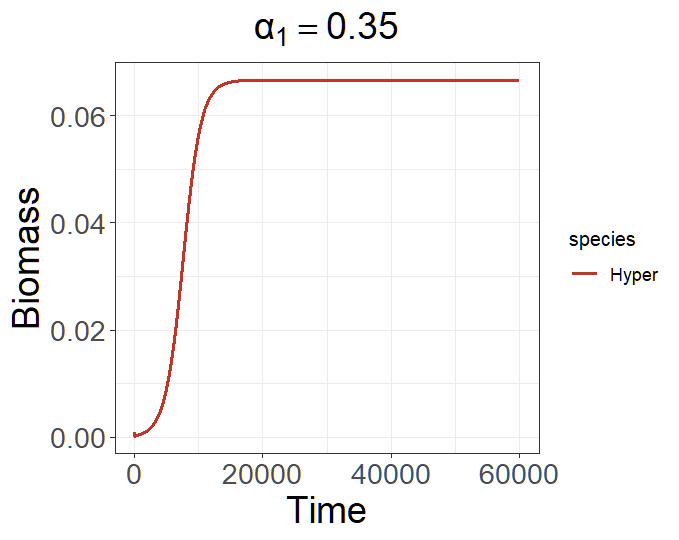 α₁ = 0.35
Biomass
0.06
0.04
0.02
0.00
0
20000
40000
60000
Time
species
Hyper